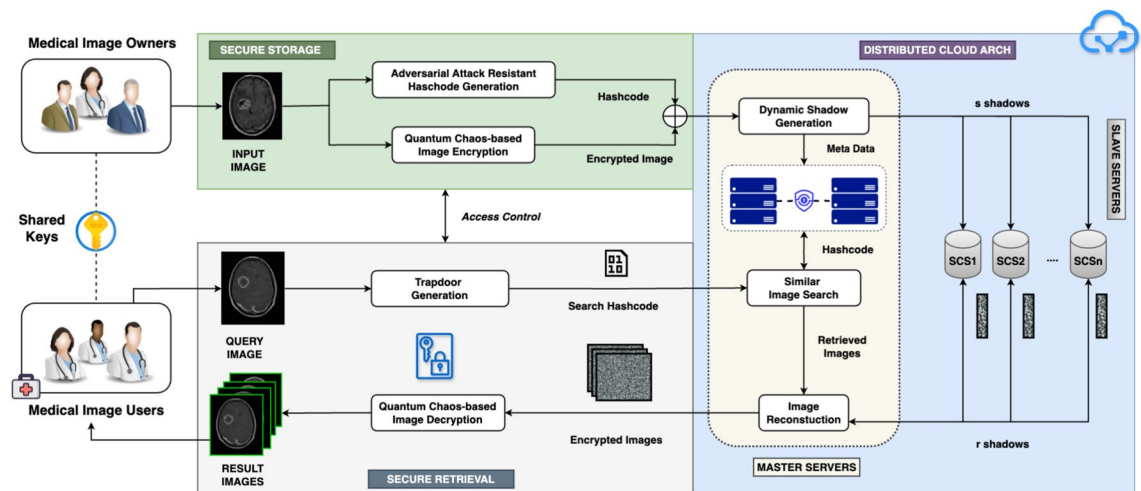 Medical Image Owners
SECURE STORAGE
DISTRIBUTED CLOUD ARCH
Adversarial Attack Resistant
Haschode Generation
Hashcode
INPUT
IMAGE
Quantum Chaos-based
Image Encryption
Encrypted Image
Dynamic Shadow
Generation
Meta Data
s shadows
SLAVE SERVERS
Shared
Keys
Access Control
Hashcode
SCS1
SCS2
....
SCSn
01
10
Trapdoor
Generation
Search Hashcode
Similar
Image Search
QUERY
IMAGE
Retrieved
Images
Medical Image Users
Quantum Chaos-based
Image Decryption
Encrypted Images
Image
Reconstuction
r shadows
RESULT
IMAGES
SECURE RETRIEVAL
MASTER SERVERS